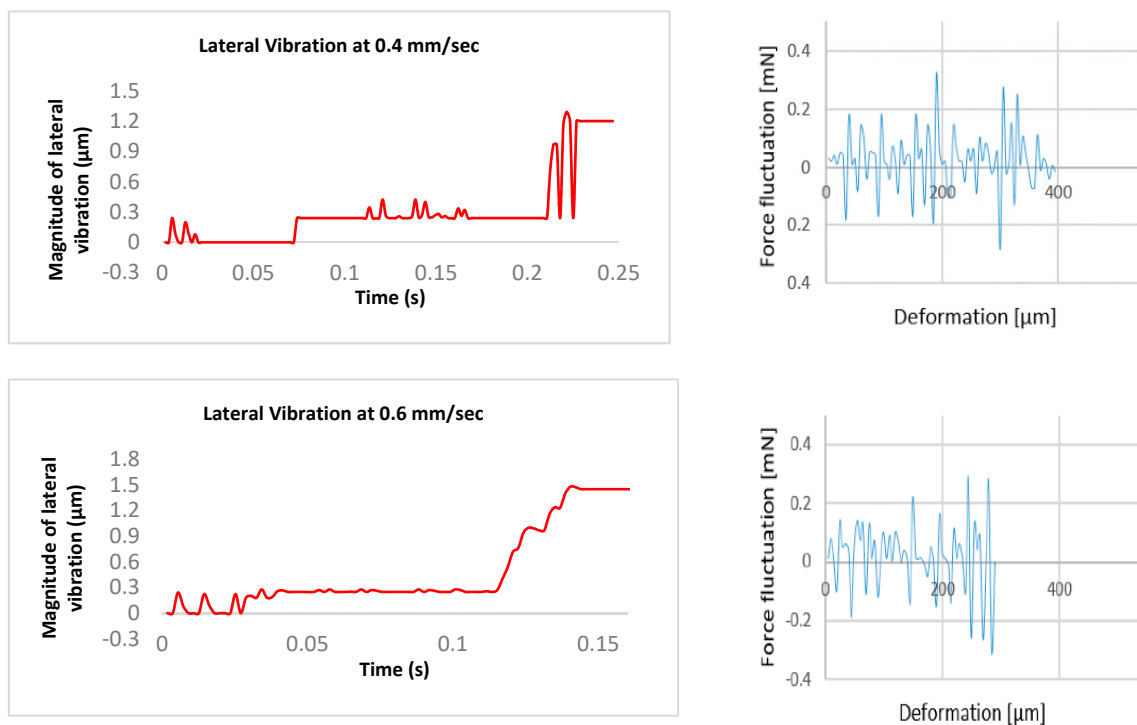 Lateral Vibration at 0.4 mm/sec
Magnitude of lateral
vibration (μm)
1.5
1.2
0.9
0.6
0.3
0
-0.3
0 0.05 0.1 0.15 0.2 0.25
Time (s)
Force fluctuation [mN]
0.4
0.2
0
0.2
0.4
0 200 400
Deformation [μm]
Lateral Vibration at 0.6 mm/sec
Magnitude of lateral
vibration (μm)
1.8
1.5
1.2
0.9
0.6
0.3
0
-0.3
0 0.05 0.1 0.15
Time (s)
Force fluctuation [mN]
0.4
0.2
0
-0.2
-0.4
0 200 400
Deformation [μm]